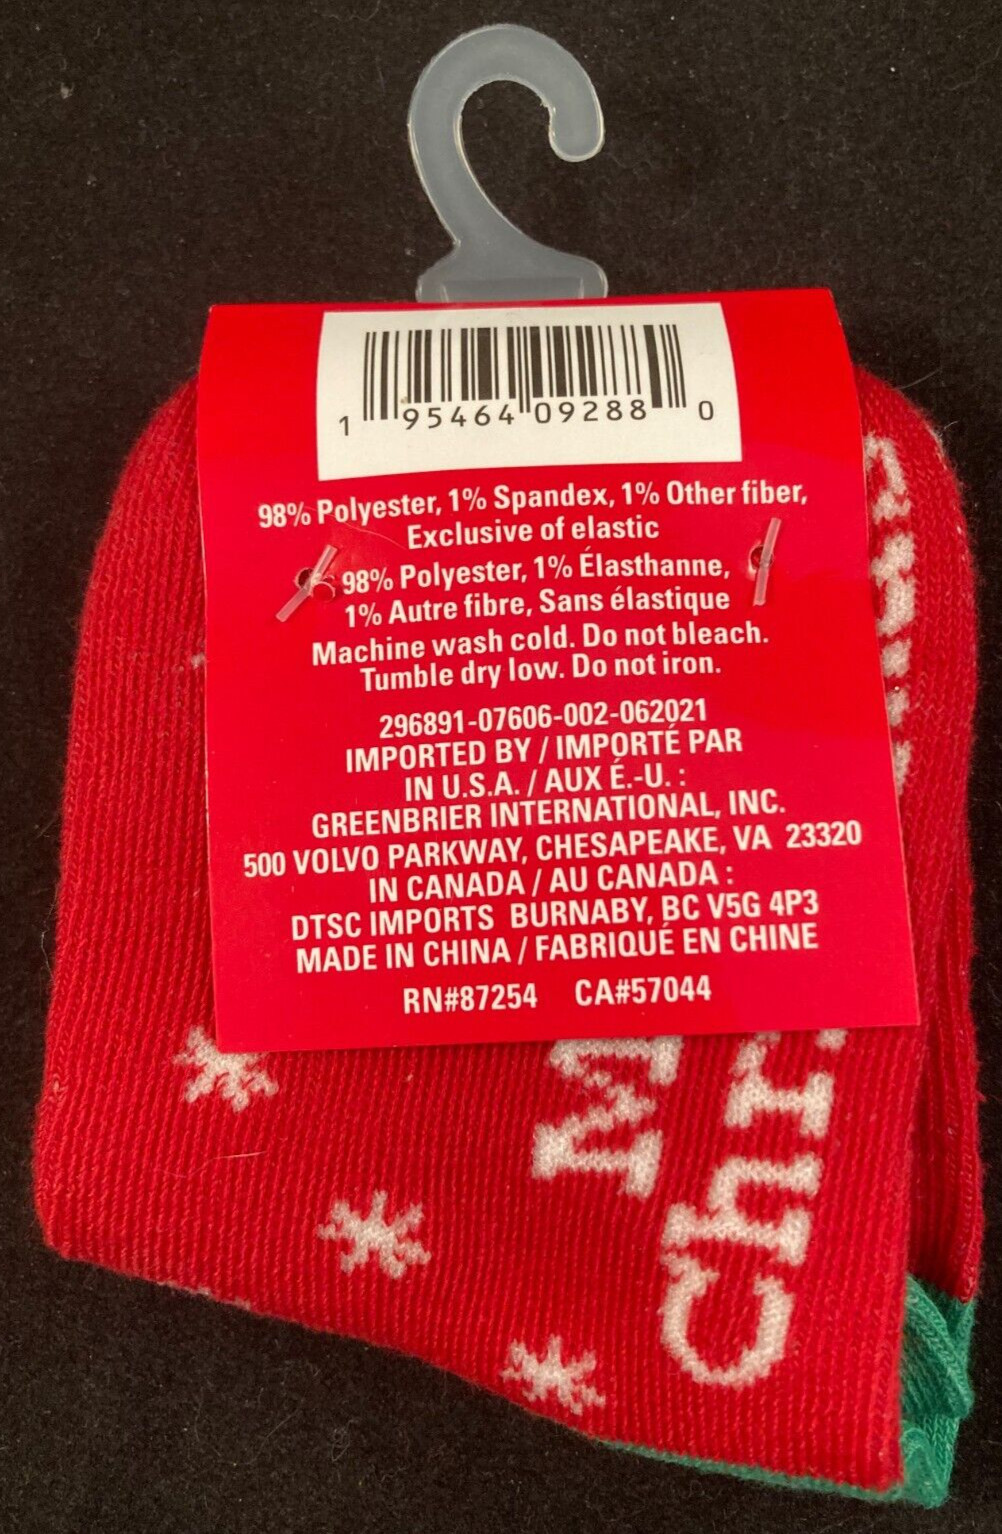 1 95464 09288 0
98% Polyester, 1% Spandex, 1% Other fiber,
Exclusive of elastic
98% Polyester, 1% Élasthanne,
1% Autre fibre, Sans élastique
Machine wash cold. Do not bleach.
Tumble dry low. Do not iron.
296891-07606-002-062021
IMPORTED BY / IMPORTÉ PAR
IN U.S.A. / AUX É.-U. :
GREENBRIER INTERNATIONAL, INC.
500 VOLVO PARKWAY, CHESAPEAKE, VA 23320
IN CANADA / AU CANADA :
DTSC IMPORTS BURNABY, BC V5G 4P3
MADE IN CHINA / FABRIQUÉ EN CHINE
RN#87254 CA#57044
M
Chr